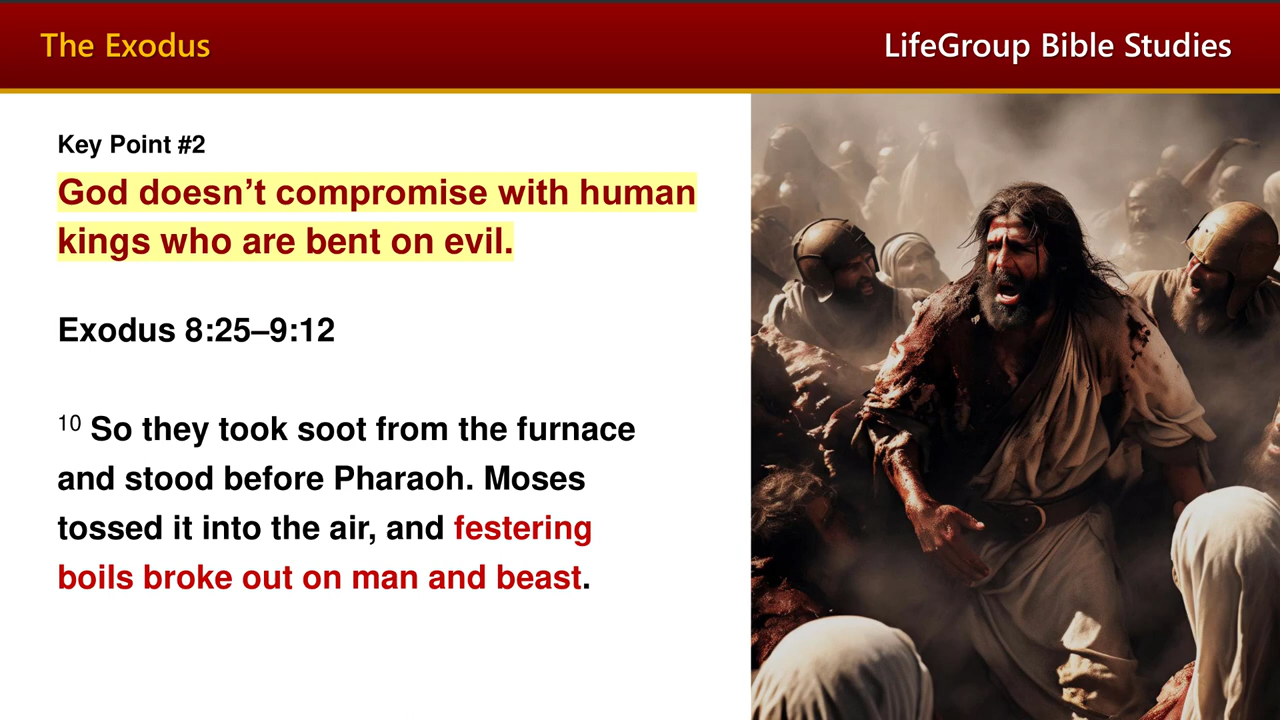 The Exodus
LifeGroup Bible Studies
Key Point #2
God doesn’t compromise with human
kings who are bent on evil.
Exodus 8:25–9:12
10 So they took soot from the furnace
and stood before Pharaoh. Moses
tossed it into the air, and festering
boils broke out on man and beast.